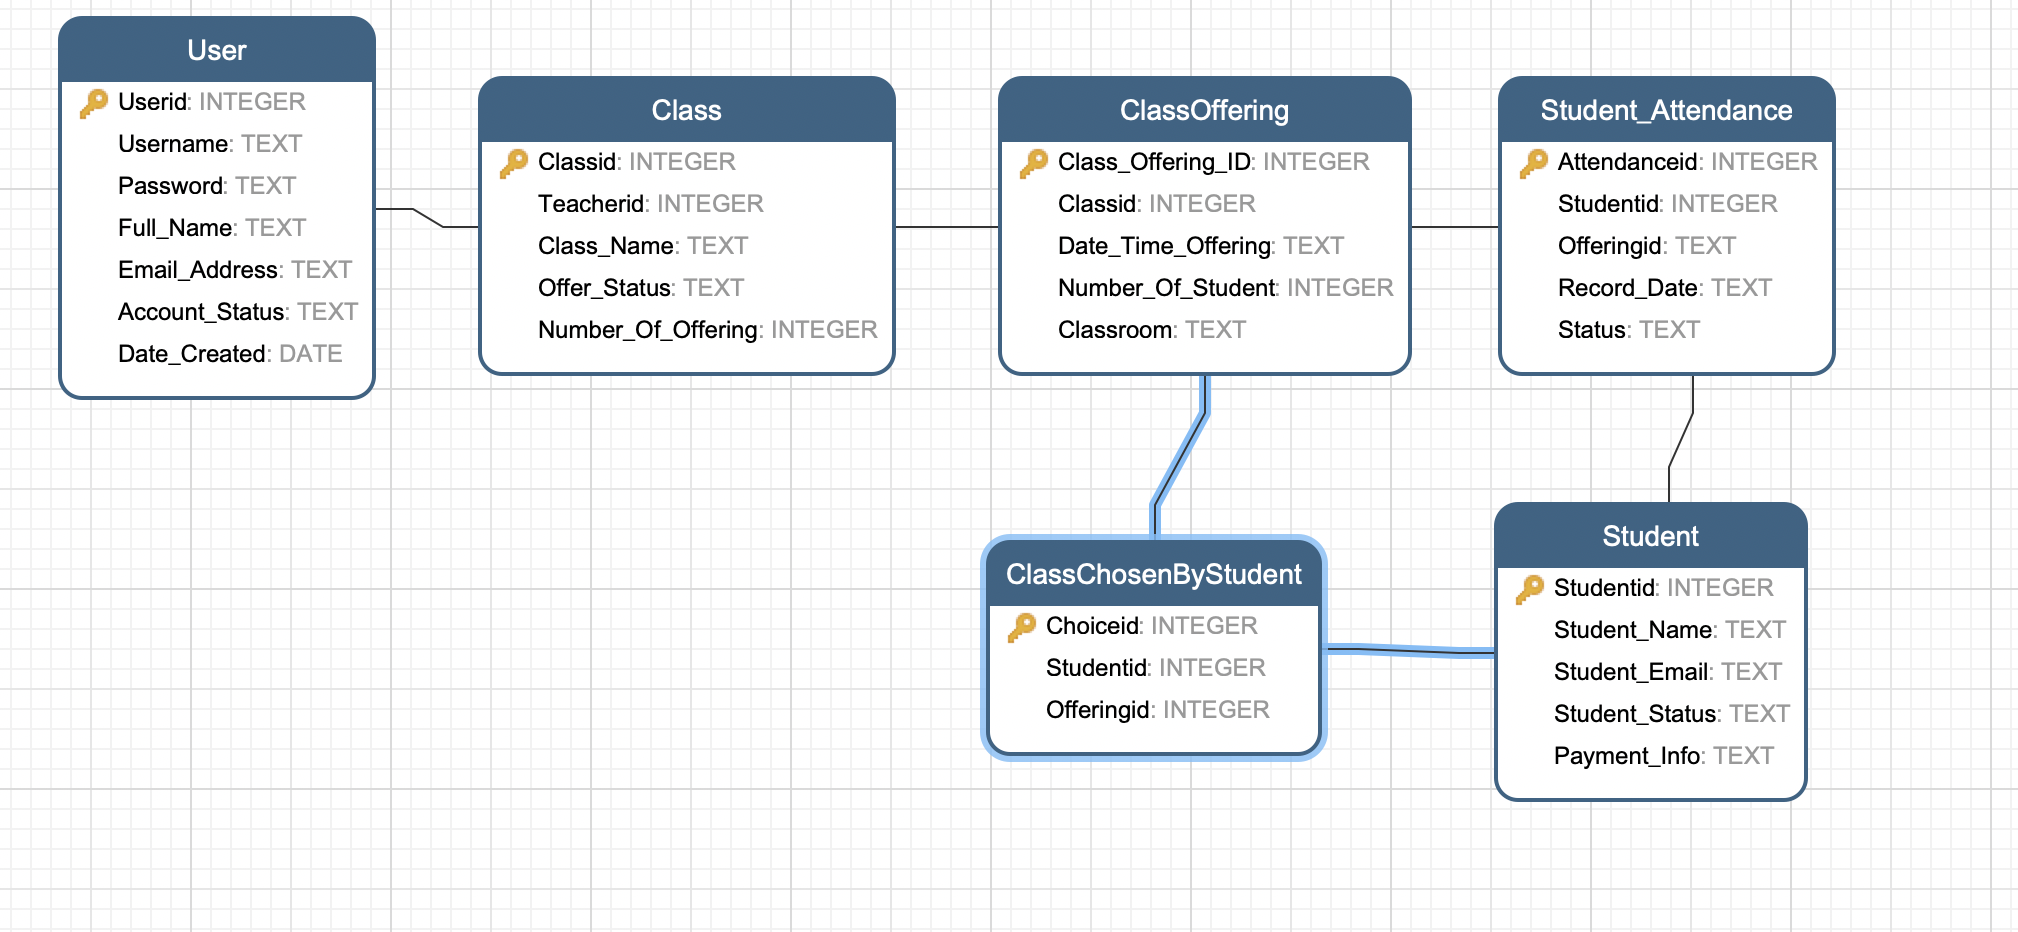 User
Userid: INTEGER
Username: TEXT
Password: TEXT
Full_Name: TEXT
Email_Address: TEXT
Account_Status: TEXT
Date_Created: DATE
Class
Classid: INTEGER
Teacherid: INTEGER
Class_Name: TEXT
Offer_Status: TEXT
Number_Of_Offering: INTEGER
ClassOffering
Class_Offering_ID: INTEGER
Classid: INTEGER
Date_Time_Offering: TEXT
Number_Of_Student: INTEGER
Classroom: TEXT
Student_Attendance
Attendanceid: INTEGER
Studentid: INTEGER
Offeringid: TEXT
Record_Date: TEXT
Status: TEXT
ClassChosenByStudent
Choiceid: INTEGER
Studentid: INTEGER
Offeringid: INTEGER
Student
Studentid: INTEGER
Student_Name: TEXT
Student_Email: TEXT
Student_Status: TEXT
Payment_Info: TEXT